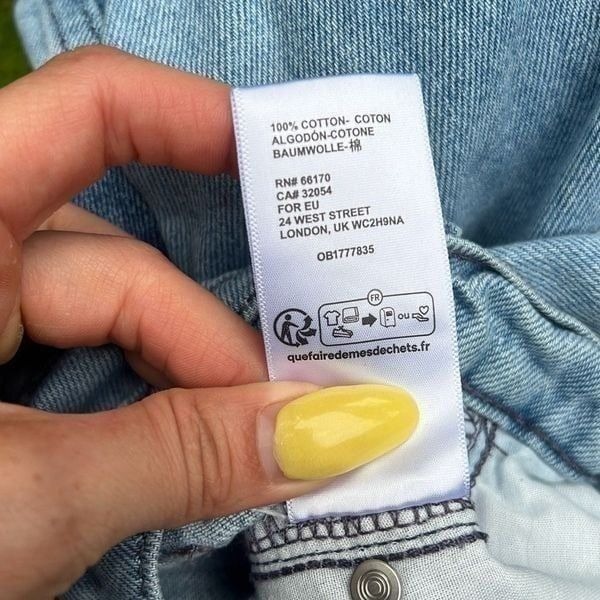 100% COTTON- COTON
ALGODÓN-COTONE
BAUMWOLLE-棉
RN# 66170
CA# 32054
FOR EU
24 WEST STREET
LONDON, UK WC2H9NA
OB1777835
FR
ou
quefairedemesdechets.fr